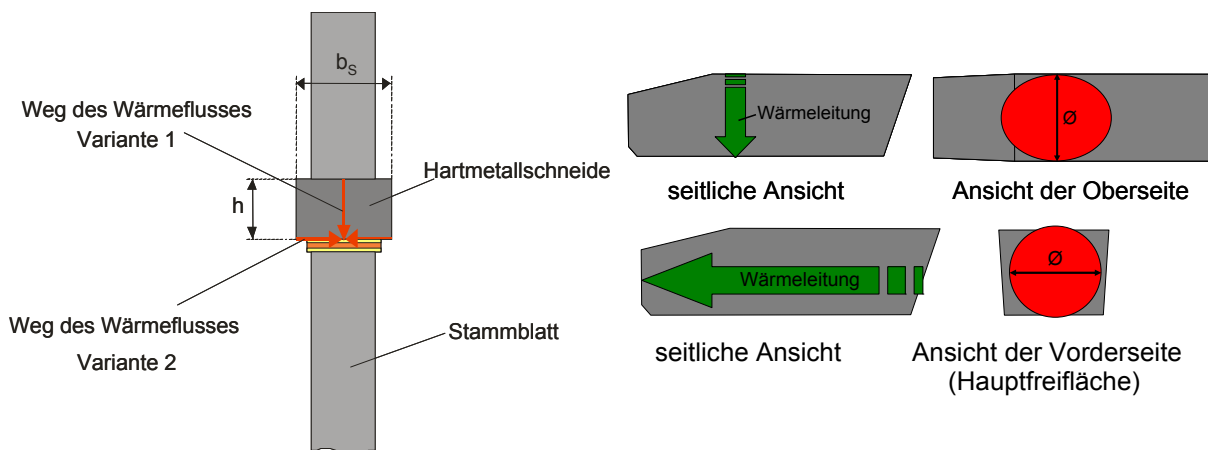 b_S
Weg des Wärmeflusses
Variante 1
Hartmetallschneide
h
Weg des Wärmeflusses
Variante 2
Stammblatt
Wärmeleitung
Ø
seitliche Ansicht
Ansicht der Oberseite
Wärmeleitung
Ø
seitliche Ansicht
Ansicht der Vorderseite
(Hauptfreifläche)